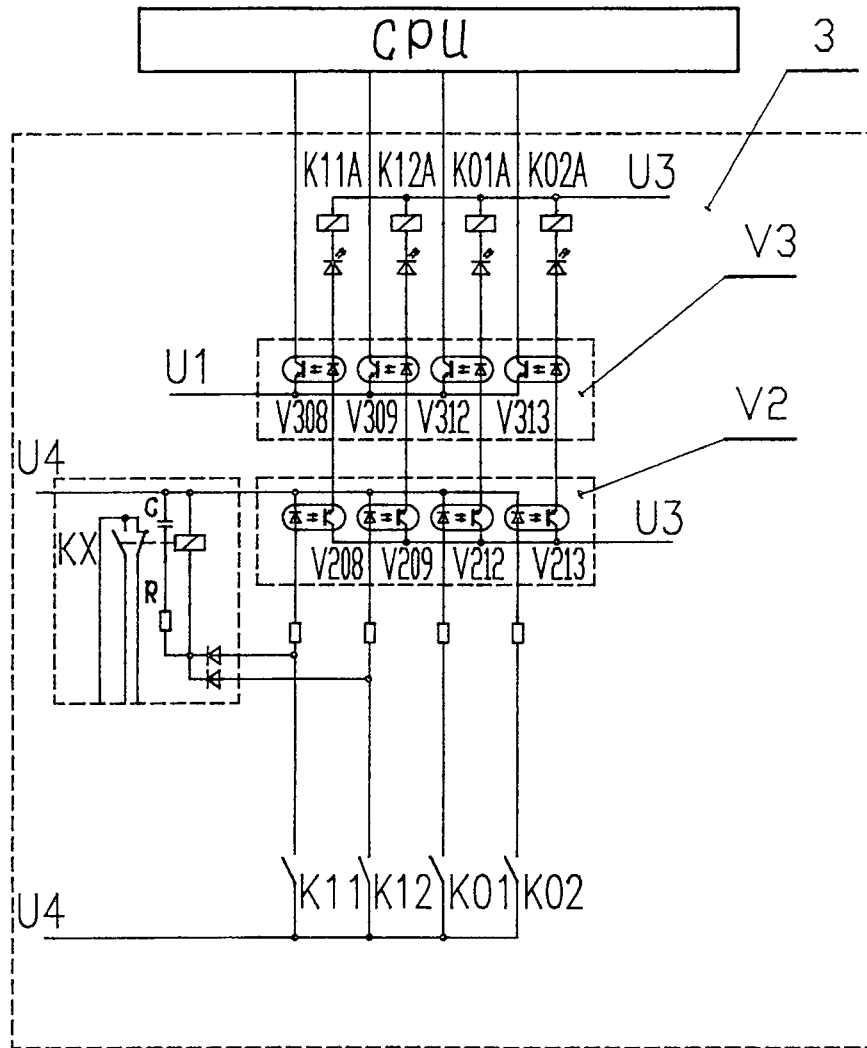 CPU
3
K11A K12A K01A K02A U3
V3
U1
V308 V309 V312 V313
V2
U4
C
KX
U3
V208 V209 V212 V213
R
K11 K12 K01 K02
U4